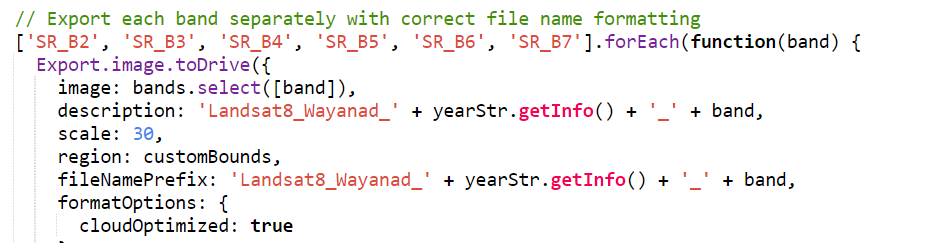 // Export each band separately with correct file name formatting
['SR_B2', 'SR_B3', 'SR_B4', 'SR_B5', 'SR_B6', 'SR_B7'].forEach(function(band) {
Export.image.toDrive({
image: bands.select([band]),
description: 'Landsat8_Wayanad_' + yearStr.getInfo() + '_' + band,
scale: 30,
region: customBounds,
fileNamePrefix: 'Landsat8_Wayanad_' + yearStr.getInfo() + '_' + band,
formatOptions: {
cloudOptimized: true